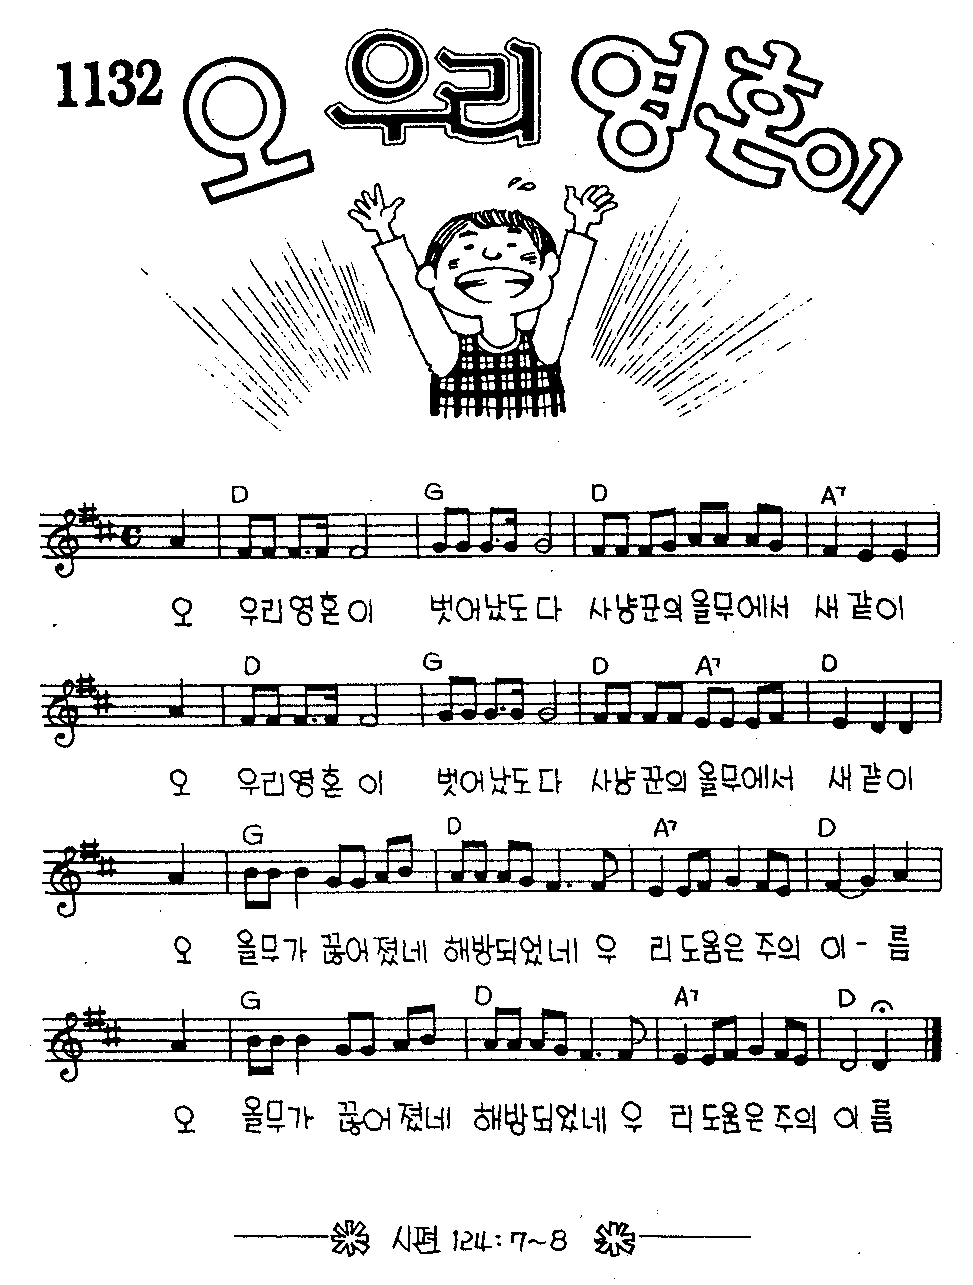 1132 오 우리 영혼이
D G D A7
오 우리영혼이 벗어났도다 사냥꾼의올무에서 새같이
D G D A7 D
오 우리영혼이 벗어났도다 사냥꾼의올무에서 새같이
G D A7 D
오 올무가 끊어졌네 해방되었네 우 리도움은주의 이-름
G D A7 D
오 올무가 끊어졌네 해방되었네 우 리도움은주의 이름
시편 124:7~8